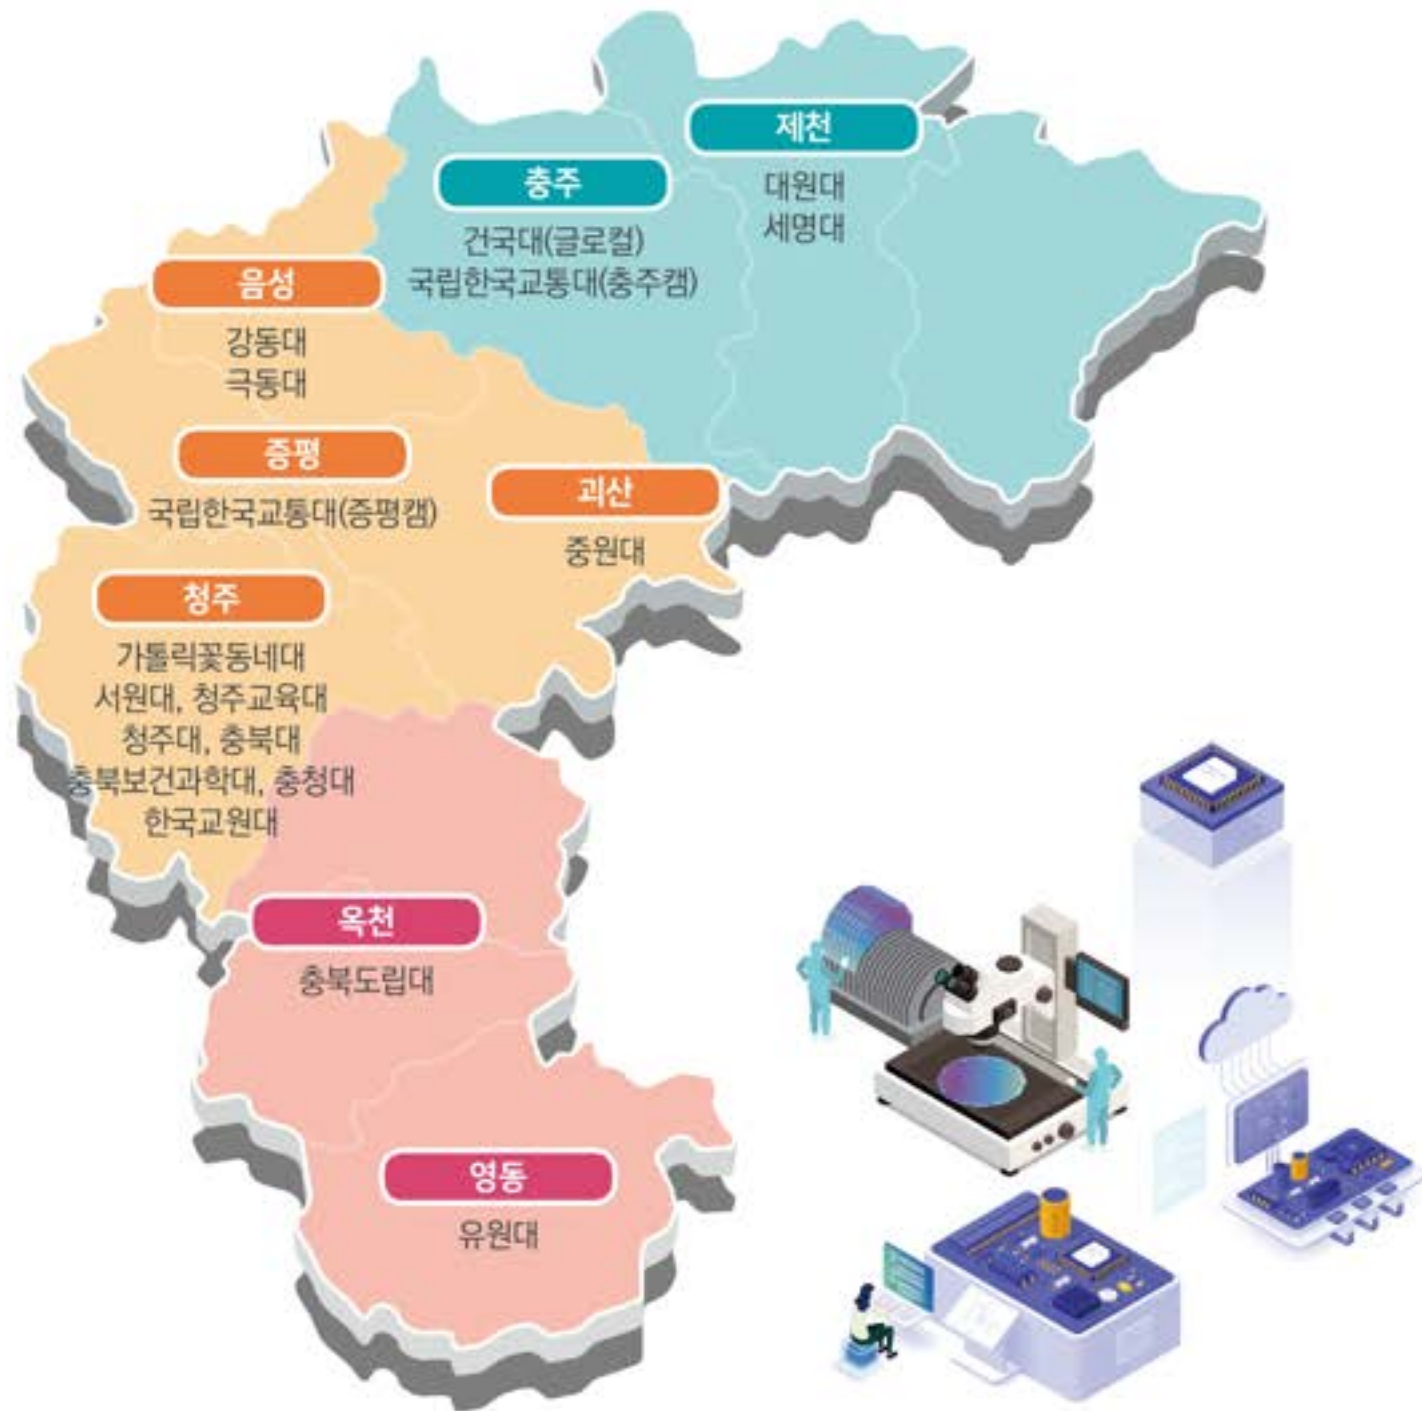 제천
대원대
세명대
충주
건국대(글로컬)
국립한국교통대(충주캠)
음성
강동대
극동대
증평
국립한국교통대(증평캠)
괴산
중원대
청주
가톨릭꽃동네대
서원대, 청주교육대
청주대, 충북대
충북보건과학대, 충청대
한국교원대
옥천
충북도립대
영동
유원대